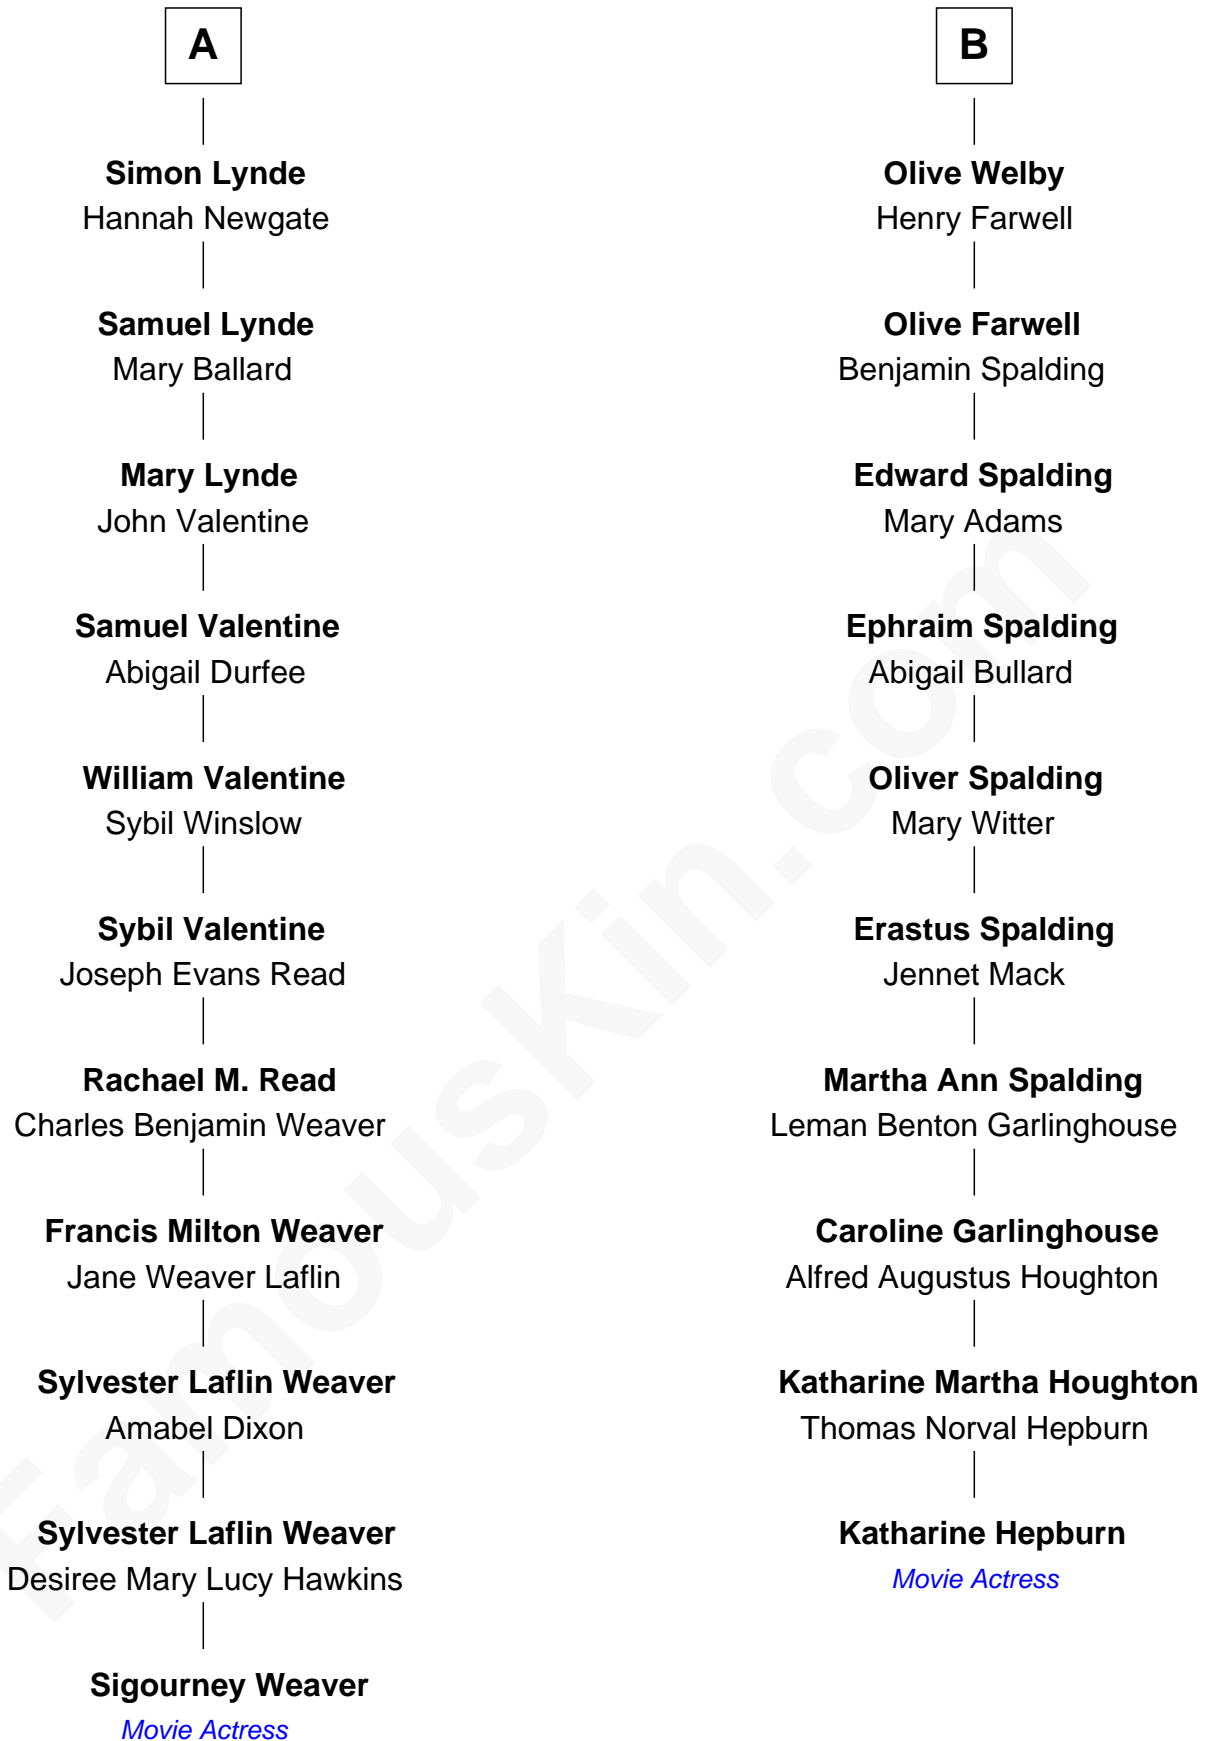 A
Simon Lynde
Hannah Newgate
Samuel Lynde
Mary Ballard
Mary Lynde
John Valentine
Samuel Valentine
Abigail Durfee
William Valentine
Sybil Winslow
Sybil Valentine
Joseph Evans Read
Rachael M. Read
Charles Benjamin Weaver
Francis Milton Weaver
Jane Weaver Laflin
Sylvester Laflin Weaver
Amabel Dixon
Sylvester Laflin Weaver
Desiree Mary Lucy Hawkins
Sigourney Weaver
Movie Actress
B
Olive Welby
Henry Farwell
Olive Farwell
Benjamin Spalding
Edward Spalding
Mary Adams
Ephraim Spalding
Abigail Bullard
Oliver Spalding
Mary Witter
Erastus Spalding
Jennet Mack
Martha Ann Spalding
Leman Benton Garlinghouse
Caroline Garlinghouse
Alfred Augustus Houghton
Katharine Martha Houghton
Thomas Norval Hepburn
Katharine Hepburn
Movie Actress
FamousKin.com